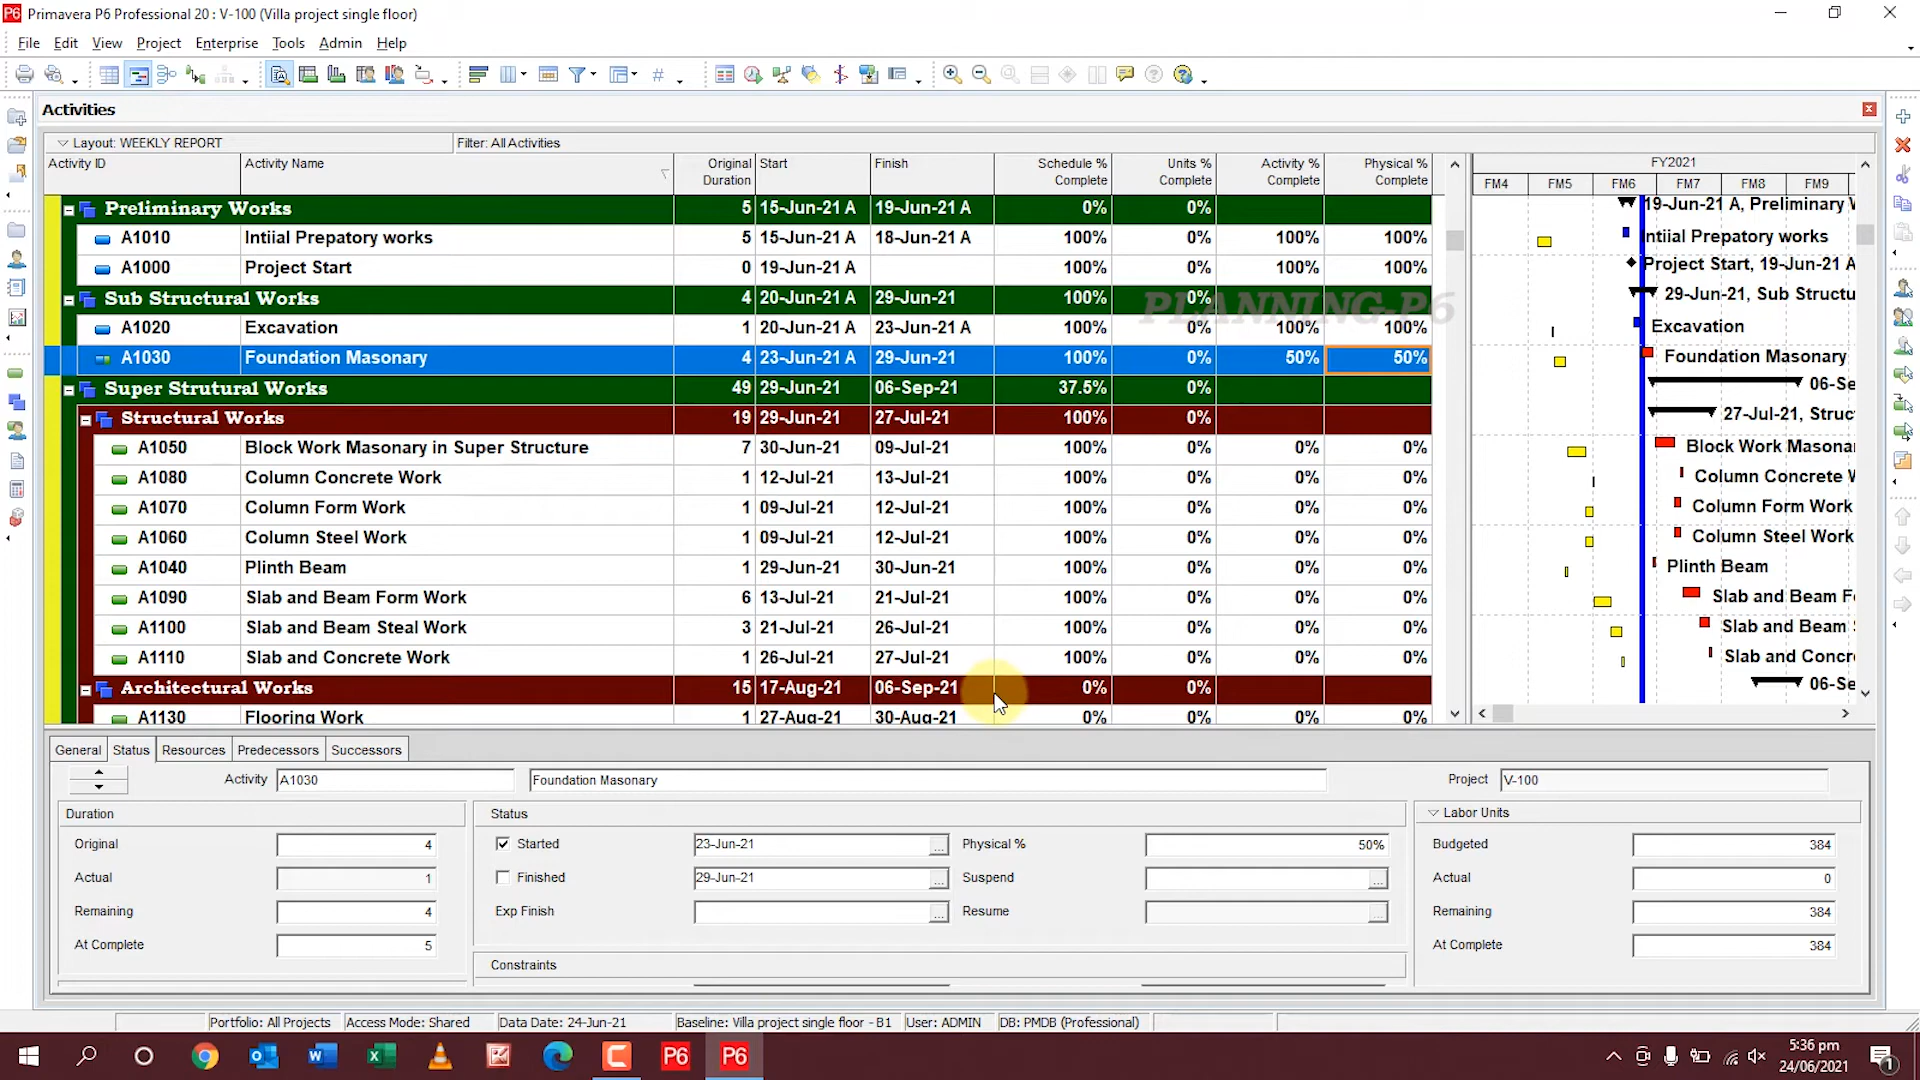 Primavera P6 Professional 20 : V-100 (Villa project single floor)
File Edit View Project Enterprise Tools Admin Help
Activities
Layout: WEEKLY REPORT Filter: All Activities
Activity ID Activity Name Original Duration Start Finish Schedule % Complete Units % Complete Activity % Complete Physical % Complete
FY2021
FM4 FM5 FM6 FM7 FM8 FM9
Preliminary Works 5 15-Jun-21 A 19-Jun-21 A 0% 0% 19-Jun-21 A, Preliminary
A1010 Intiial Prepatory works 5 15-Jun-21 A 18-Jun-21 A 100% 0% 100% 100% Intiial Prepatory works
A1000 Project Start 0 19-Jun-21 A 100% 0% 100% 100% Project Start, 19-Jun-21 A
Sub Structural Works 4 20-Jun-21 A 29-Jun-21 100% 0% 29-Jun-21, Sub Structu
PLANNING-P6
A1020 Excavation 1 20-Jun-21 A 23-Jun-21 A 100% 0% 100% 100% Excavation
A1030 Foundation Masonary 4 23-Jun-21 A 29-Jun-21 100% 0% 50% 50% Foundation Masonary
Super Strutural Works 49 29-Jun-21 06-Sep-21 37.5% 0% 06-Se
Structural Works 19 29-Jun-21 27-Jul-21 100% 0% 27-Jul-21, Struc
A1050 Block Work Masonary in Super Structure 7 30-Jun-21 09-Jul-21 100% 0% 0% 0% Block Work Masona
A1080 Column Concrete Work 1 12-Jul-21 13-Jul-21 100% 0% 0% 0% Column Concrete
A1070 Column Form Work 1 09-Jul-21 12-Jul-21 100% 0% 0% 0% Column Form Work
A1060 Column Steel Work 1 09-Jul-21 12-Jul-21 100% 0% 0% 0% Column Steel Work
A1040 Plinth Beam 1 29-Jun-21 30-Jun-21 100% 0% 0% 0% Plinth Beam
A1090 Slab and Beam Form Work 6 13-Jul-21 21-Jul-21 100% 0% 0% 0% Slab and Beam F
A1100 Slab and Beam Steal Work 3 21-Jul-21 26-Jul-21 100% 0% 0% 0% Slab and Beam
A1110 Slab and Concrete Work 1 26-Jul-21 27-Jul-21 100% 0% 0% 0% Slab and Concr
Architectural Works 15 17-Aug-21 06-Sep-21 0% 0% 06-Se
A1130 Flooring Work 1 27-Aug-21 30-Aug-21 0% 0% 0% 0%
General Status Resources Predecessors Successors
Activity A1030 Foundation Masonary Project V-100
Duration Status Labor Units
Original 4 Started 23-Jun-21 ... Physical % 50% Budgeted 384
Actual 1 Finished 29-Jun-21 ... Suspend ... Actual 0
Remaining 4 Exp Finish ... Resume ... Remaining 384
At Complete 5 At Complete 384
Constraints
Portfolio: All Projects Access Mode: Shared Data Date: 24-Jun-21 Baseline: Villa project single floor - B1 User: ADMIN DB: PMDB (Professional)
P6 P6
5:36 pm
24/06/2021
1